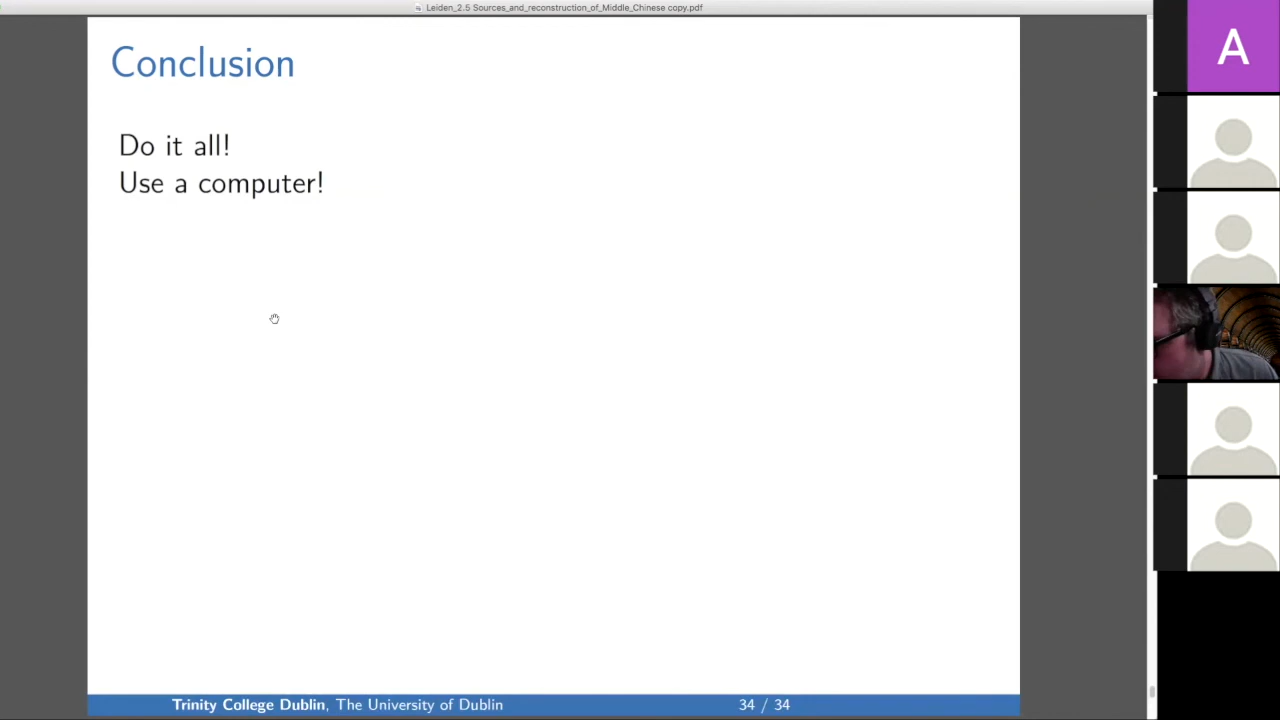 Leiden_2.5 Sources_and_reconstruction_of_Middle_Chinese copy.pdf
Conclusion
Do it all!
Use a computer!
Trinity College Dublin, The University of Dublin 34 / 34
A